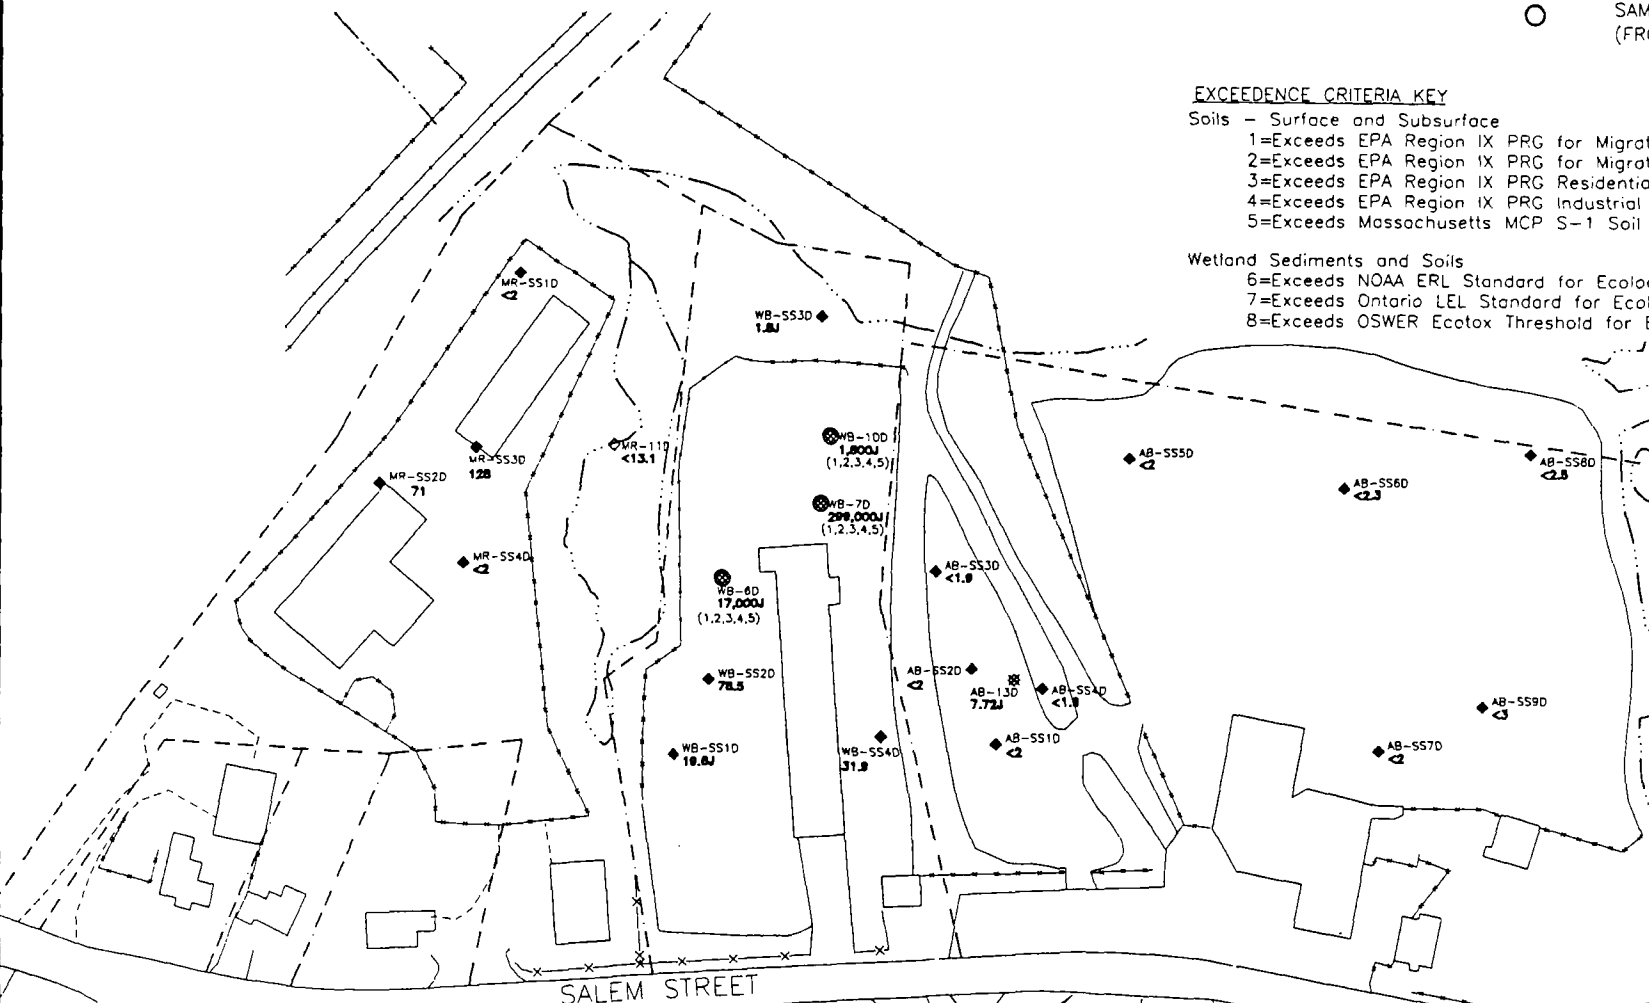 SAM
(FRO
EXCEEDENCE CRITERIA KEY
Soils - Surface and Subsurface
1=Exceeds EPA Region IX PRG for Migrat
2=Exceeds EPA Region IX PRG for Migrat
3=Exceeds EPA Region IX PRG Residentia
4=Exceeds EPA Region IX PRG Industrial
5=Exceeds Massachusetts MCP S-1 Soil
Wetland Sediments and Soils
6=Exceeds NOAA ERL Standard for Ecoloc
7=Exceeds Ontario LEL Standard for Ecol
8=Exceeds OSWER Ecotox Threshold for E
MR-SS1D
<2
WB-SS3D
1.8J
MR-11D
<13.1
MR-SS3D
128
MR-SS2D
71
MR-SS4D
<2
WB-10D
1,800J
(1,2,3,4,5)
WB-7D
299,000J
(1,2,3,4,5)
WB-6D
17,000J
(1,2,3,4,5)
WB-SS2D
78.5
WB-SS1D
19.6J
WB-SS4D
31.9
AB-SS5D
<2
AB-SS6D
<2.3
AB-SS8D
<2.5
AB-SS3D
<1.9
AB-SS2D
<2
AB-13D
7.72J
AB-SS4D
<1.9
AB-SS1D
<2
AB-SS9D
<3
AB-SS7D
<2
SALEM STREET